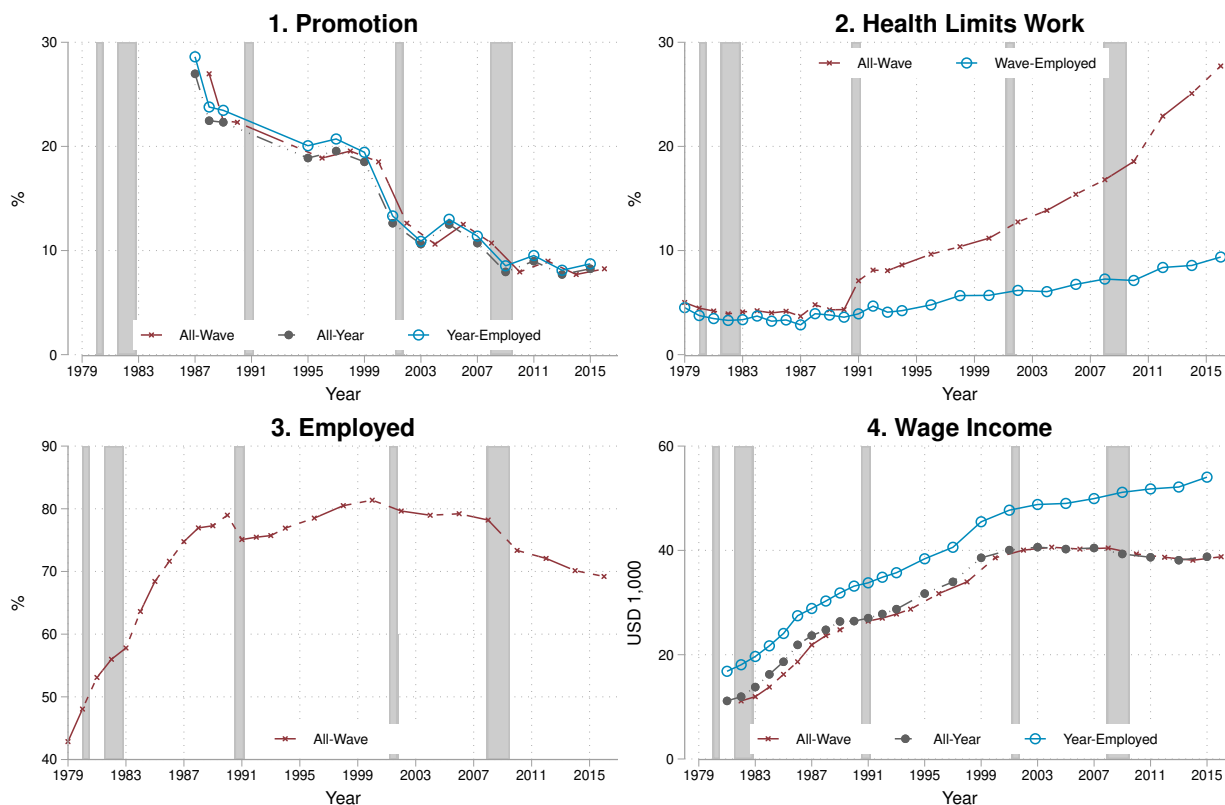 1. Promotion
30
20
10
0
%
1979 1983 1987 1991 1995 1999 2003 2007 2011 2015
Year
All-Wave All-Year Year-Employed
2. Health Limits Work
30
20
10
0
%
1979 1983 1987 1991 1995 1999 2003 2007 2011 2015
Year
All-Wave Wave-Employed
3. Employed
90
80
70
60
50
40
%
1979 1983 1987 1991 1995 1999 2003 2007 2011 2015
Year
All-Wave
4. Wage Income
60
40
20
0
USD 1,000
1979 1983 1987 1991 1995 1999 2003 2007 2011 2015
Year
All-Wave All-Year Year-Employed